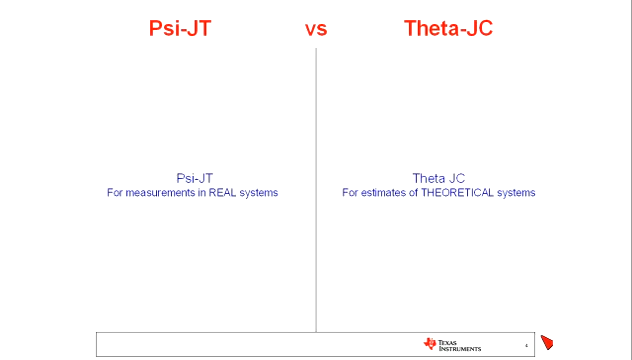 Psi-JT vs Theta-JC
Psi-JT
For measurements in REAL systems
Theta JC
For estimates of THEORETICAL systems
TEXAS
INSTRUMENTS
4